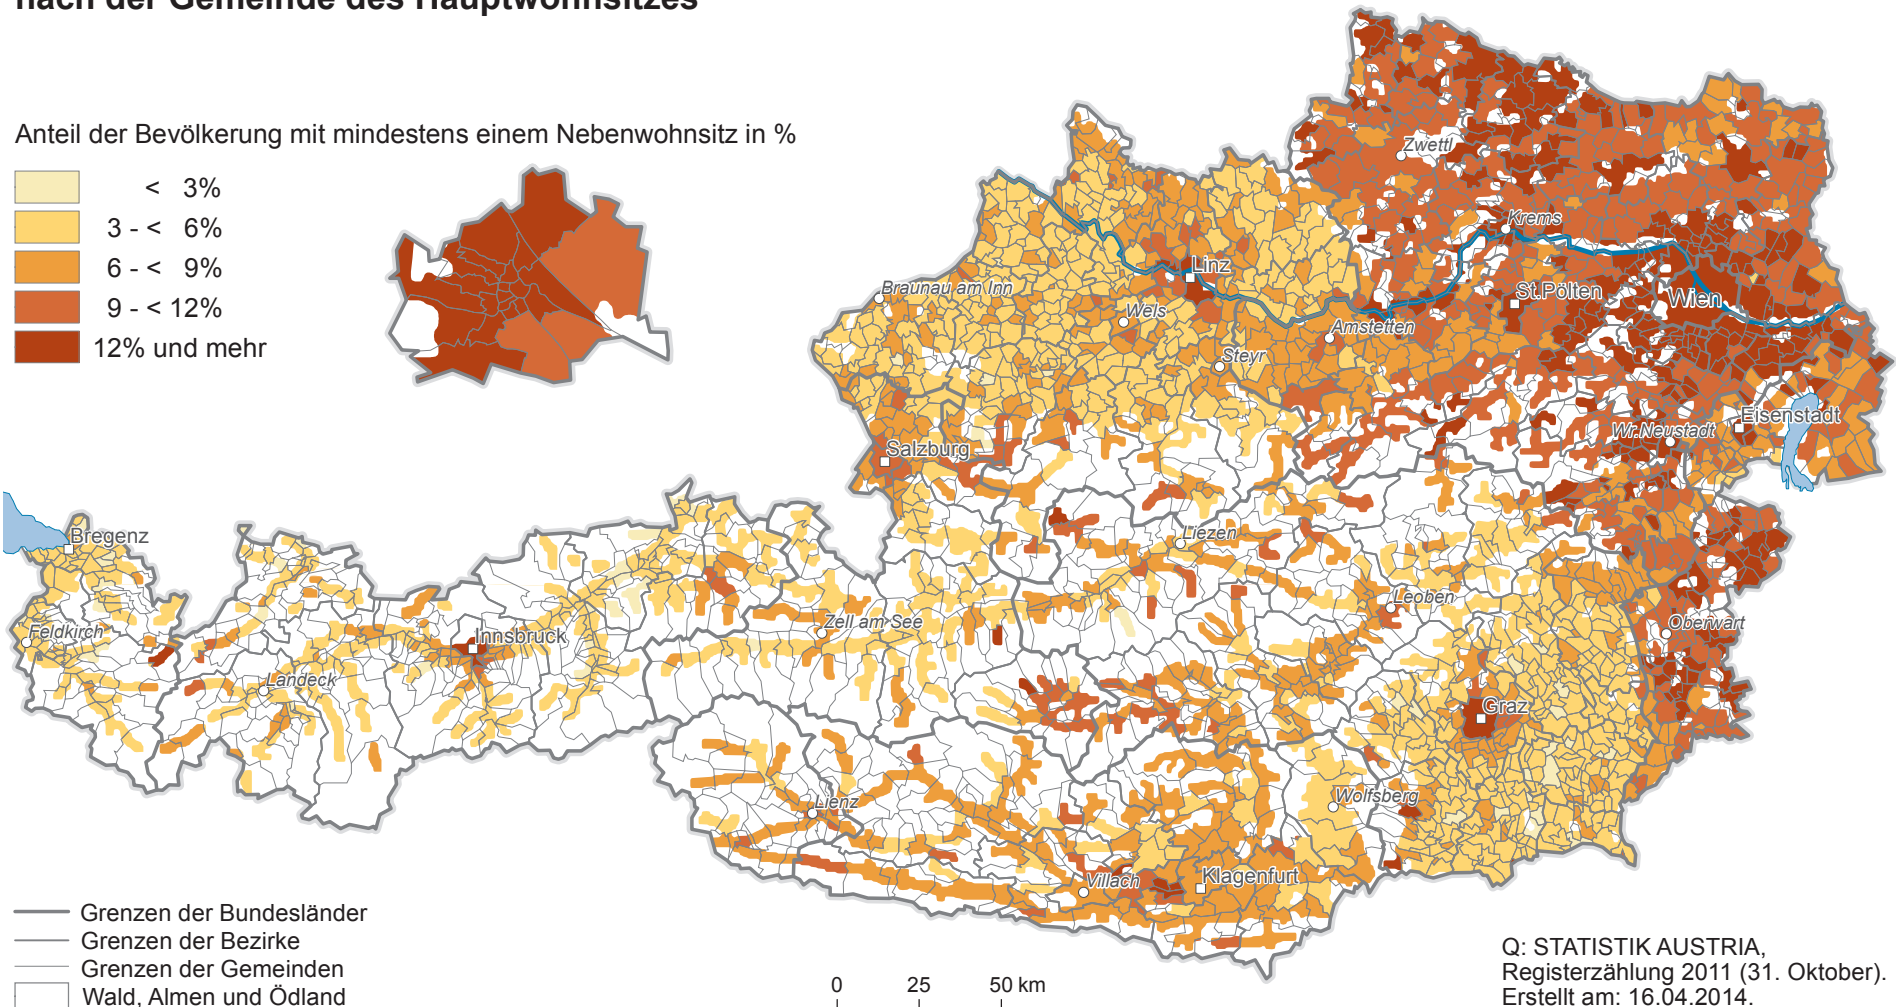 nach der Gemeinde des Hauptwohnsitzes
Anteil der Bevölkerung mit mindestens einem Nebenwohnsitz in %
< 3%
3 - < 6%
6 - < 9%
9 - < 12%
12% und mehr
Zwettl
Krems
Linz
Braunau am Inn
St.Pölten
Wien
Wels
Amstetten
Steyr
Eisenstadt
Wr.Neustadt
Salzburg
Bregenz
Liezen
Leoben
Feldkirch
Innsbruck
Zell am See
Oberwart
Landeck
Graz
Lienz
Wolfsberg
Villach
Klagenfurt
Grenzen der Bundesländer
Grenzen der Bezirke
Grenzen der Gemeinden
Wald, Almen und Ödland
0 25 50 km
Q: STATISTIK AUSTRIA,
Registerzählung 2011 (31. Oktober).
Erstellt am: 16.04.2014.